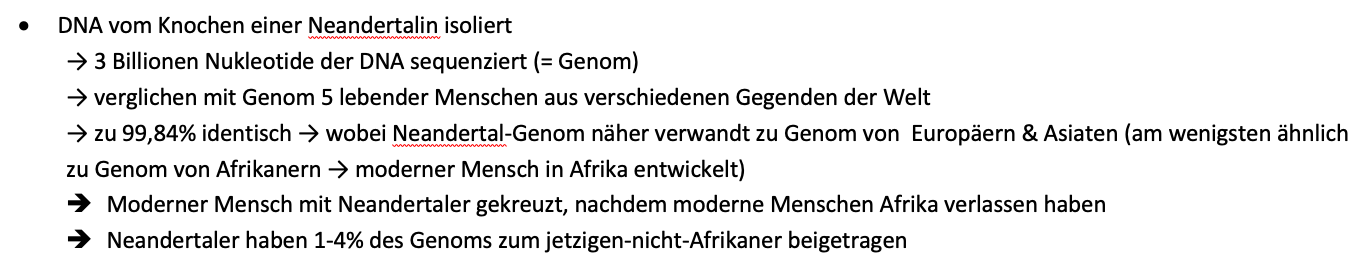 • DNA vom Knochen einer Neandertalin isoliert
→ 3 Billionen Nukleotide der DNA sequenziert (= Genom)
→ verglichen mit Genom 5 lebender Menschen aus verschiedenen Gegenden der Welt
→ zu 99,84% identisch → wobei Neandertal-Genom näher verwandt zu Genom von  Europäern & Asiaten (am wenigsten ähnlich
zu Genom von Afrikanern → moderner Mensch in Afrika entwickelt)
➔ Moderner Mensch mit Neandertaler gekreuzt, nachdem moderne Menschen Afrika verlassen haben
➔ Neandertaler haben 1-4% des Genoms zum jetzigen-nicht-Afrikaner beigetragen